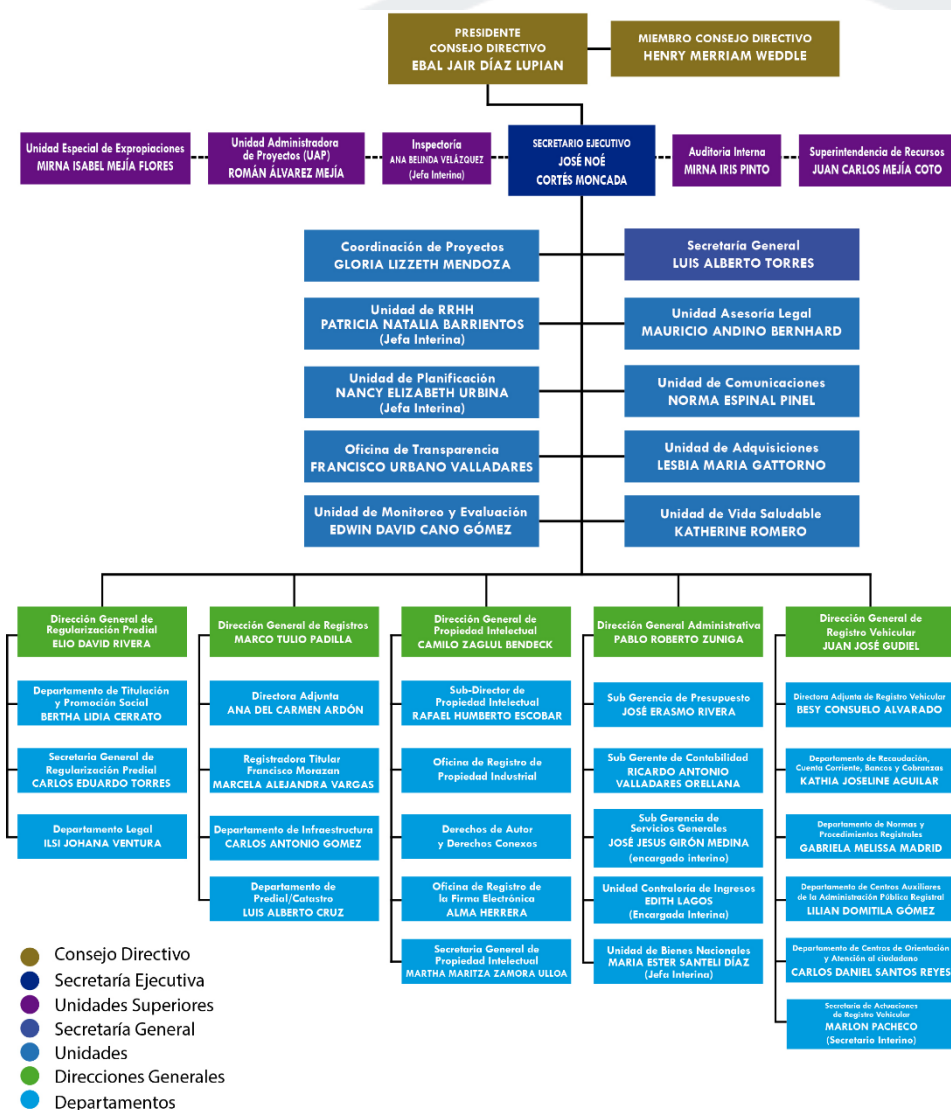 PRESIDENTE
CONSEJO DIRECTIVO
EBAL JAIR DÍAZ LUPIAN
MIEMBRO CONSEJO DIRECTIVO
HENRY MERRIAM WEDDLE
Unidad Especial de Expropiaciones
MIRNA ISABEL MEJÍA FLORES
Unidad Administradora
de Proyectos (UAP)
ROMÁN ÁLVAREZ MEJÍA
Inspectoría
ANA BELINDA VELÁZQUEZ
(Jefa Interina)
SECRETARIO EJECUTIVO
JOSÉ NOÉ
CORTÉS MONCADA
Auditoria Interna
MIRNA IRIS PINTO
Superintendencia de Recursos
JUAN CARLOS MEJÍA COTO
Coordinación de Proyectos
GLORIA LIZZETH MENDOZA
Secretaría General
LUIS ALBERTO TORRES
Unidad de RRHH
PATRICIA NATALIA BARRIENTOS
(Jefa Interina)
Unidad Asesoría Legal
MAURICIO ANDINO BERNHARD
Unidad de Planificación
NANCY ELIZABETH URBINA
(Jefa Interina)
Unidad de Comunicaciones
NORMA ESPINAL PINEL
Oficina de Transparencia
FRANCISCO URBANO VALLADARES
Unidad de Adquisiciones
LESBIA MARIA GATTORNO
Unidad de Monitoreo y Evaluación
EDWIN DAVID CANO GÓMEZ
Unidad de Vida Saludable
KATHERINE ROMERO
Dirección General de
Regularización Predial
ELIO DAVID RIVERA
Departamento de Titulación
y Promoción Social
BERTHA LIDIA CERRATO
Secretaria General de
Regularización Predial
CARLOS EDUARDO TORRES
Departamento Legal
ILSI JOHANA VENTURA
Dirección General de Registros
MARCO TULIO PADILLA
Directora Adjunta
ANA DEL CARMEN ARDÓN
Registradora Titular
Francisco Morazan
MARCELA ALEJANDRA VARGAS
Departamento de Infraestructura
CARLOS ANTONIO GOMEZ
Departamento de
Predial/Catastro
LUIS ALBERTO CRUZ
Dirección General de
Propiedad Intelectual
CAMILO ZAGLUL BENDECK
Sub-Director de
Propiedad Intelectual
RAFAEL HUMBERTO ESCOBAR
Oficina de Registro de
Propiedad Industrial
Derechos de Autor
y Derechos Conexos
Oficina de Registro de
la Firma Electrónica
ALMA HERRERA
Secretaria General de
Propiedad Intelectual
MARTHA MARITZA ZAMORA ULLOA
Dirección General Administrativa
PABLO ROBERTO ZUNIGA
Sub Gerencia de Presupuesto
JOSÉ ERASMO RIVERA
Sub Gerente de Contabilidad
RICARDO ANTONIO
VALLADARES ORELLANA
Sub Gerencia de
Servicios Generales
JOSÉ JESUS GIRÓN MEDINA
(encargado interino)
Unidad Contraloría de Ingresos
EDITH LAGOS
(Encargada Interina)
Unidad de Bienes Nacionales
MARIA ESTER SANTELI DÍAZ
(Jefa Interina)
Dirección General de
Registro Vehicular
JUAN JOSÉ GUDIEL
Directora Adjunta de Registro Vehicular
BESY CONSUELO ALVARADO
Departamento de Recaudación,
Cuenta Corriente, Bancos y Cobranzas
KATHIA JOSELINE AGUILAR
Departamento de Normas y
Procedimientos Registrales
GABRIELA MELISSA MADRID
Departamento de Centros Auxiliares
de la Administración Pública Registral
LILIAN DOMITILA GÓMEZ
Departamento de Centros de Orientación
y Atención al ciudadano
CARLOS DANIEL SANTOS REYES
Secretaría de Actuaciones
de Registro Vehicular
MARLON PACHECO
(Secretario Interino)
Consejo Directivo
Secretaría Ejecutiva
Unidades Superiores
Secretaría General
Unidades
Direcciones Generales
Departamentos